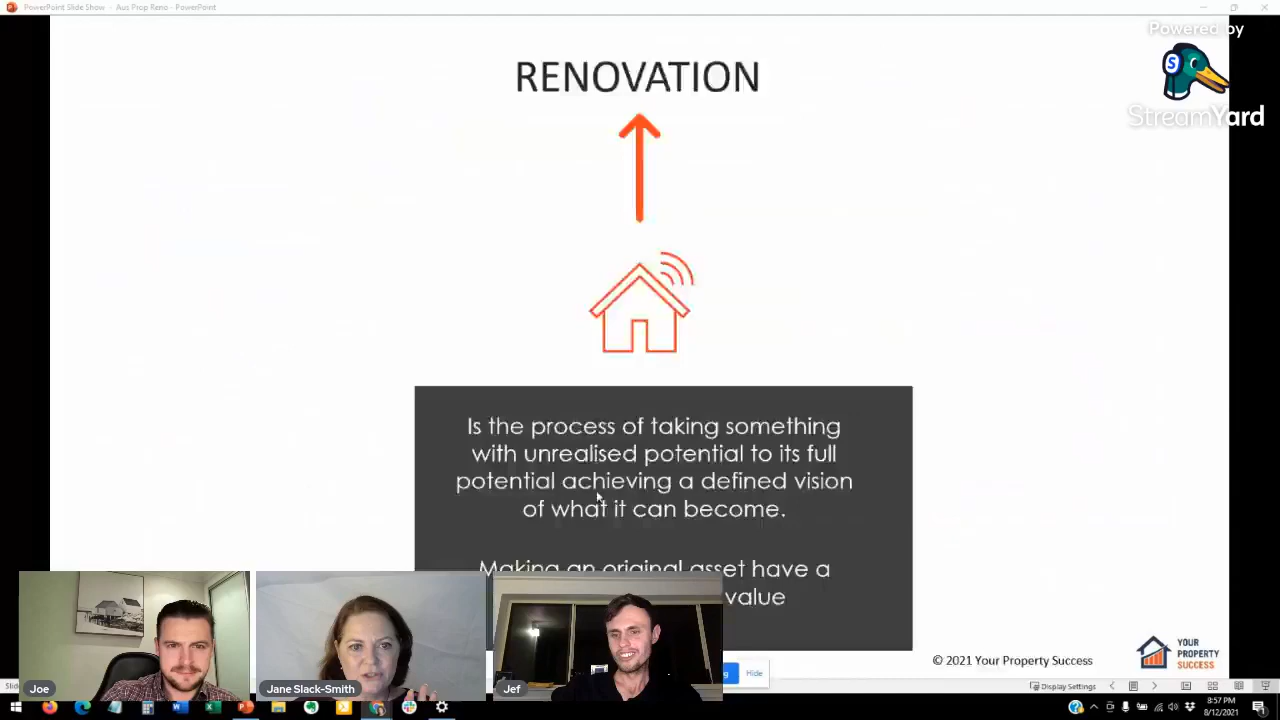 PowerPoint Slide Show - Aus Prop Reno - PowerPoint
Powered by
S
StreamYard
RENOVATION
Is the process of taking something
with unrealised potential to its full
potential achieving a defined vision
of what it can become.
Making an original asset have a
value
Hide
© 2021 Your Property Success
YOUR
PROPERTY
SUCCESS
Joe
Jane Slack-Smith
Jef
Display Settings
8:57 PM
8/12/2021